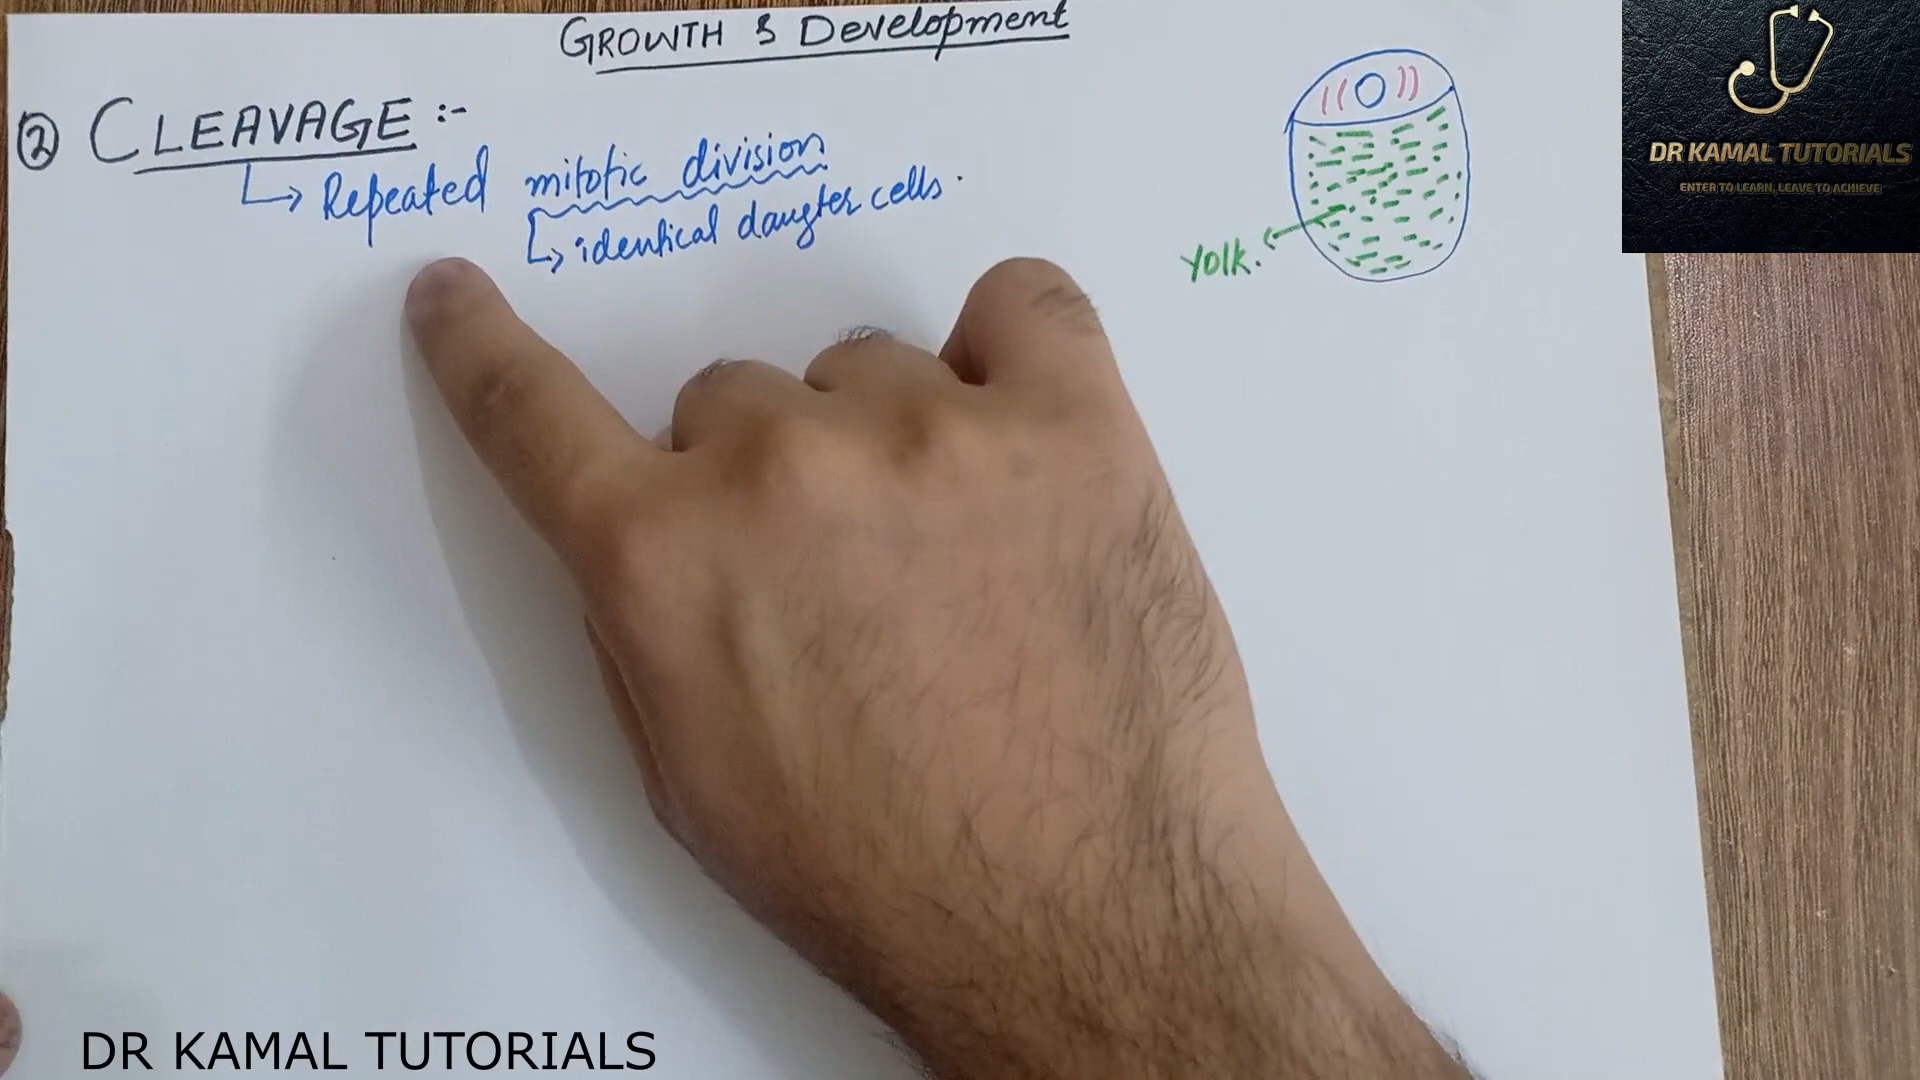 GROWTH & Development
② CLEAVAGE :-
↳ Repeated mitotic division
↳ identical daugter cells.
Yolk.
DR KAMAL TUTORIALS
ENTER TO LEARN, LEAVE TO ACHIEVE
DR KAMAL TUTORIALS